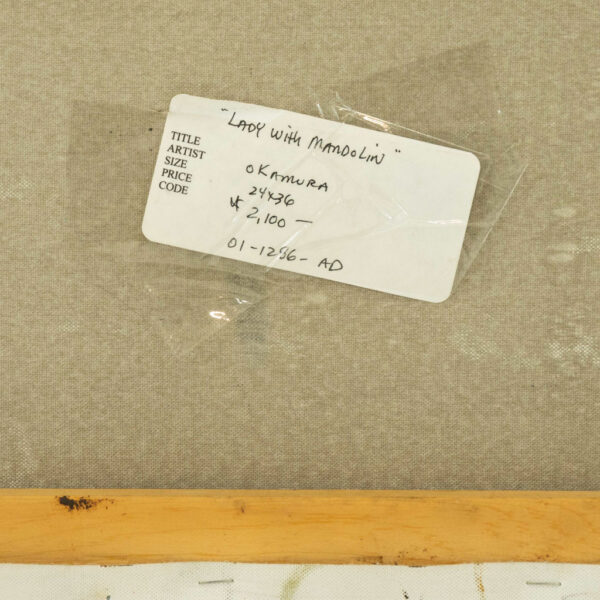 TITLE "LADY With MANDOLIN"
ARTIST OKAMURA
SIZE 24x36
PRICE 2,100 —
CODE 01-1286- AD